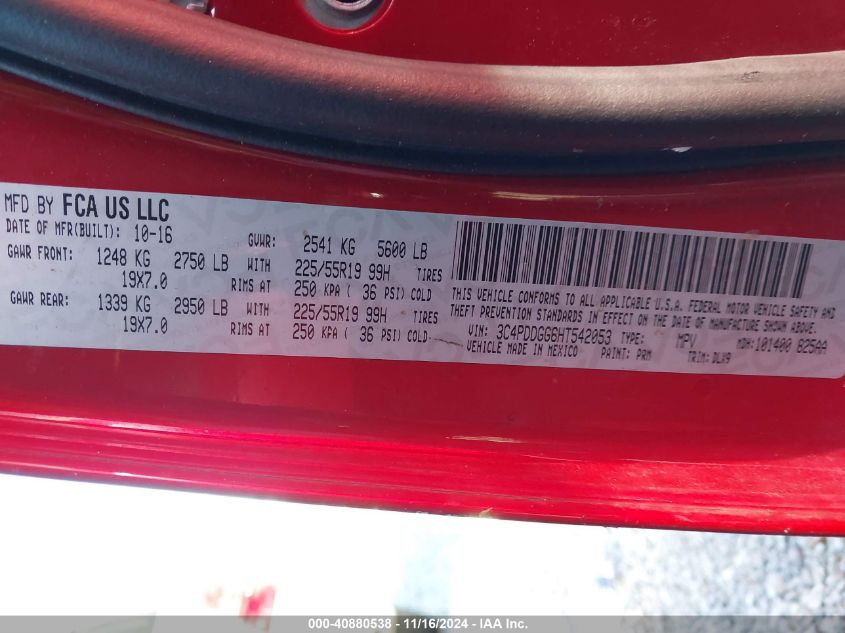 MFD BY FCA US LLC
DATE OF MFR(BUILT): 10-16 GVWR: 2541 KG 5600 LB
GAWR FRONT: 1248 KG 2750 LB WITH 225/55R19 99H TIRES
19X7.0 RIMS AT 250 KPA ( 36 PSI) COLD
GAWR REAR: 1339 KG 2950 LB WITH 225/55R19 99H TIRES
19X7.0 RIMS AT 250 KPA ( 36 PSI) COLD
THIS VEHICLE CONFORMS TO ALL APPLICABLE U.S.A. FEDERAL MOTOR VEHICLE SAFETY AND
THEFT PREVENTION STANDARDS IN EFFECT ON THE DATE OF MANUFACTURE SHOWN ABOVE.
VIN: 3C4PDDGG6HT542053 TYPE: MPV MDH: 101400 825AA
VEHICLE MADE IN MEXICO PAINT: PRM TRIM: DLX9
000-40880538 - 11/16/2024 - IAA Inc.